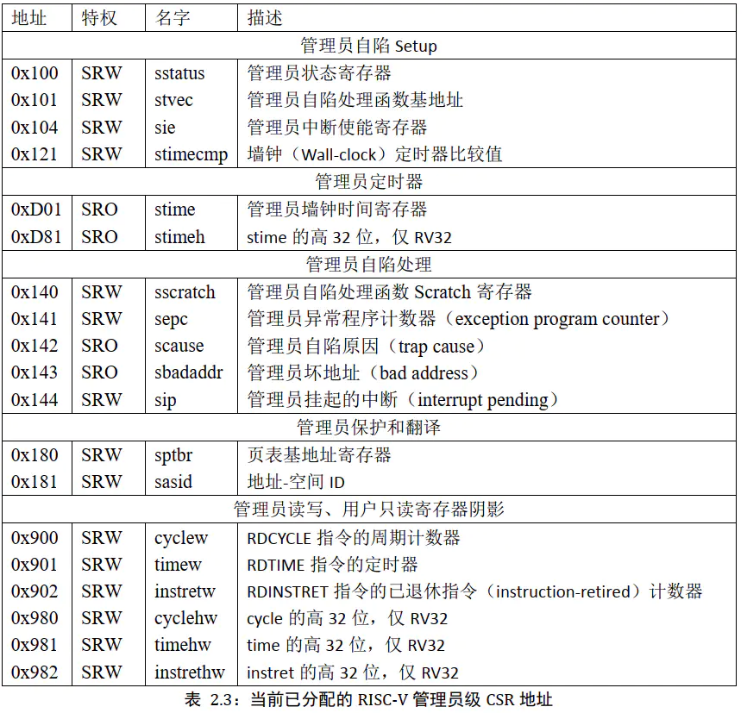 地址 特权 名字 描述
管理员自陷 Setup
0x100 SRW sstatus 管理员状态寄存器
0x101 SRW stvec 管理员自陷处理函数基地址
0x104 SRW sie 管理员中断使能寄存器
0x121 SRW stimecmp 墙钟（Wall-clock）定时器比较值
管理员定时器
0xD01 SRO stime 管理员墙钟时间寄存器
0xD81 SRO stimeh stime 的高 32 位，仅 RV32
管理员自陷处理
0x140 SRW sscratch 管理员自陷处理函数 Scratch 寄存器
0x141 SRW sepc 管理员异常程序计数器（exception program counter）
0x142 SRO scause 管理员自陷原因（trap cause）
0x143 SRO sbadaddr 管理员坏地址（bad address）
0x144 SRW sip 管理员挂起的中断（interrupt pending）
管理员保护和翻译
0x180 SRW sptbr 页表基地址寄存器
0x181 SRW sasid 地址-空间 ID
管理员读写、用户只读寄存器阴影
0x900 SRW cyclew RDCYCLE 指令的周期计数器
0x901 SRW timew RDTIME 指令的定时器
0x902 SRW instretw RDINSTRET 指令的已退休指令（instruction-retired）计数器
0x980 SRW cyclehw cycle 的高 32 位，仅 RV32
0x981 SRW timehw time 的高 32 位，仅 RV32
0x982 SRW instrethw instret 的高 32 位，仅 RV32
表 2.3：当前已分配的 RISC-V 管理员级 CSR 地址